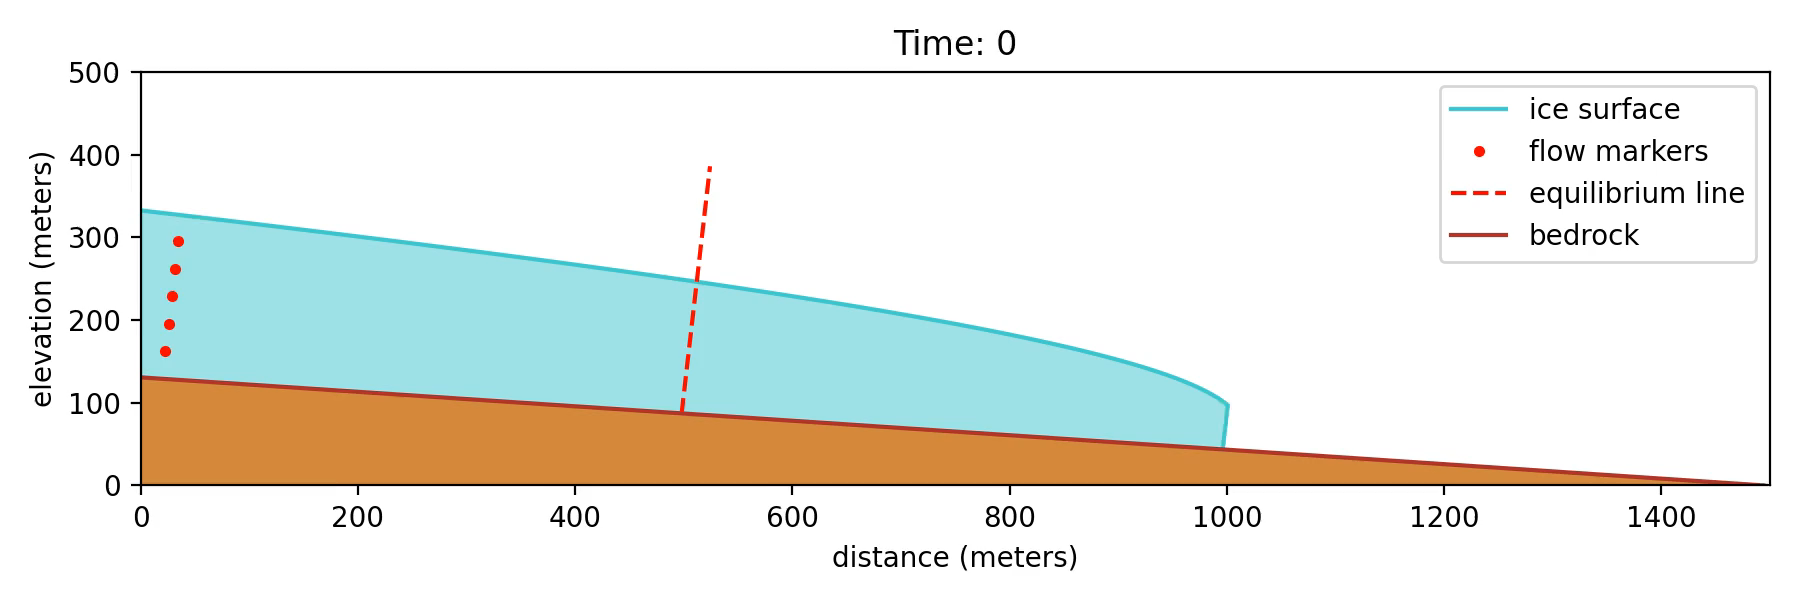 Time: 0
500
400
300
200
100
0
elevation (meters)
ice surface
flow markers
equilibrium line
bedrock
0 200 400 600 800 1000 1200 1400
distance (meters)